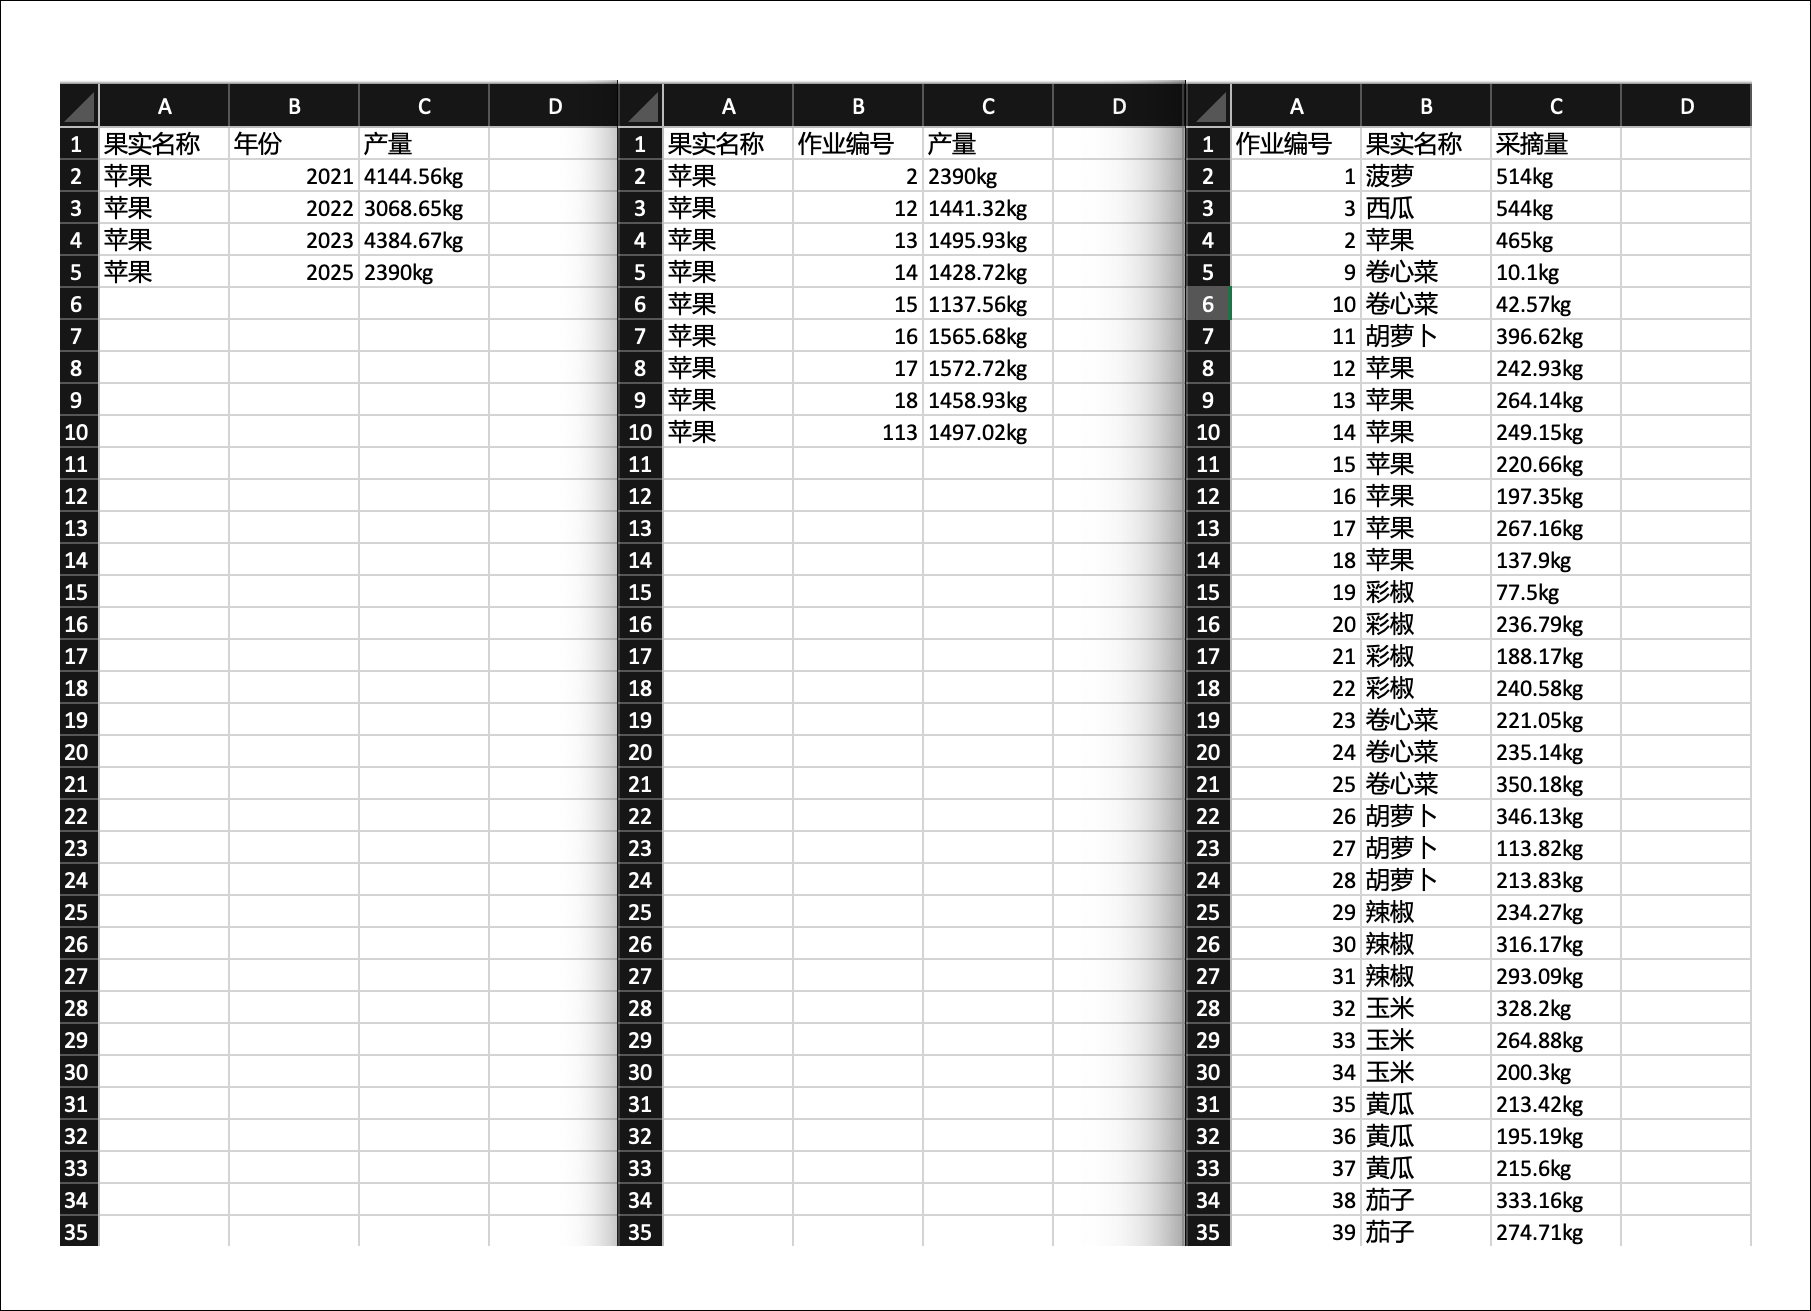 A B C D
1 果实名称 年份 产量
2 苹果 2021 4144.56kg
3 苹果 2022 3068.65kg
4 苹果 2023 4384.67kg
5 苹果 2025 2390kg
6
7
8
9
10
11
12
13
14
15
16
17
18
19
20
21
22
23
24
25
26
27
28
29
30
31
32
33
34
35
A B C D
1 果实名称 作业编号 产量
2 苹果 2 2390kg
3 苹果 12 1441.32kg
4 苹果 13 1495.93kg
5 苹果 14 1428.72kg
6 苹果 15 1137.56kg
7 苹果 16 1565.68kg
8 苹果 17 1572.72kg
9 苹果 18 1458.93kg
10 苹果 113 1497.02kg
11
12
13
14
15
16
17
18
19
20
21
22
23
24
25
26
27
28
29
30
31
32
33
34
35
A B C D
1 作业编号 果实名称 采摘量
2 1 菠萝 514kg
3 3 西瓜 544kg
4 2 苹果 465kg
5 9 卷心菜 10.1kg
6 10 卷心菜 42.57kg
7 11 胡萝卜 396.62kg
8 12 苹果 242.93kg
9 13 苹果 264.14kg
10 14 苹果 249.15kg
11 15 苹果 220.66kg
12 16 苹果 197.35kg
13 17 苹果 267.16kg
14 18 苹果 137.9kg
15 19 彩椒 77.5kg
16 20 彩椒 236.79kg
17 21 彩椒 188.17kg
18 22 彩椒 240.58kg
19 23 卷心菜 221.05kg
20 24 卷心菜 235.14kg
21 25 卷心菜 350.18kg
22 26 胡萝卜 346.13kg
23 27 胡萝卜 113.82kg
24 28 胡萝卜 213.83kg
25 29 辣椒 234.27kg
26 30 辣椒 316.17kg
27 31 辣椒 293.09kg
28 32 玉米 328.2kg
29 33 玉米 264.88kg
30 34 玉米 200.3kg
31 35 黄瓜 213.42kg
32 36 黄瓜 195.19kg
33 37 黄瓜 215.6kg
34 38 茄子 333.16kg
35 39 茄子 274.71kg